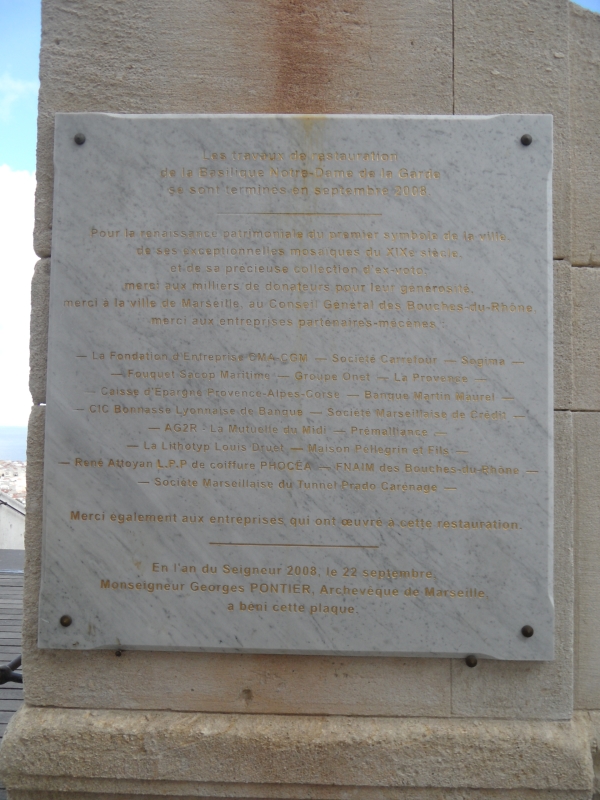 Les travaux de restauration
de la Basilique Notre-Dame de la Garde
se sont terminés en septembre 2008.
Pour la renaissance patrimoniale du premier symbole de la ville,
de ses exceptionnelles mosaïques du XIXe siècle,
et de sa précieuse collection d'ex-voto:
merci aux milliers de donateurs pour leur générosité,
merci à la ville de Marseille, au Conseil Général des Bouches-du-Rhône,
merci aux entreprises partenaires-mécènes :
— La Fondation d'Entreprise CMA-CGM — Société Carrefour — Sogima —
— Fouquet Sacop Maritime — Groupe Onet — La Provence —
— Caisse d'Epargne Provence-Alpes-Corse — Banque Martin Maurel —
— CIC Bonnasse Lyonnaise de Banque — Société Marseillaise de Crédit —
— AG2R - La Mutuelle du Midi — Prémalliance —
— La Lithotyp Louis Druet — Maison Pellegrin et Fils —
— René Attoyan L.P.P de coiffure PHOCEA — FNAIM des Bouches-du-Rhône —
— Société Marseillaise du Tunnel Prado Carénage —
Merci également aux entreprises qui ont œuvré à cette restauration.
En l'an du Seigneur 2008, le 22 septembre,
Monseigneur Georges PONTIER, Archevêque de Marseille,
a béni cette plaque.